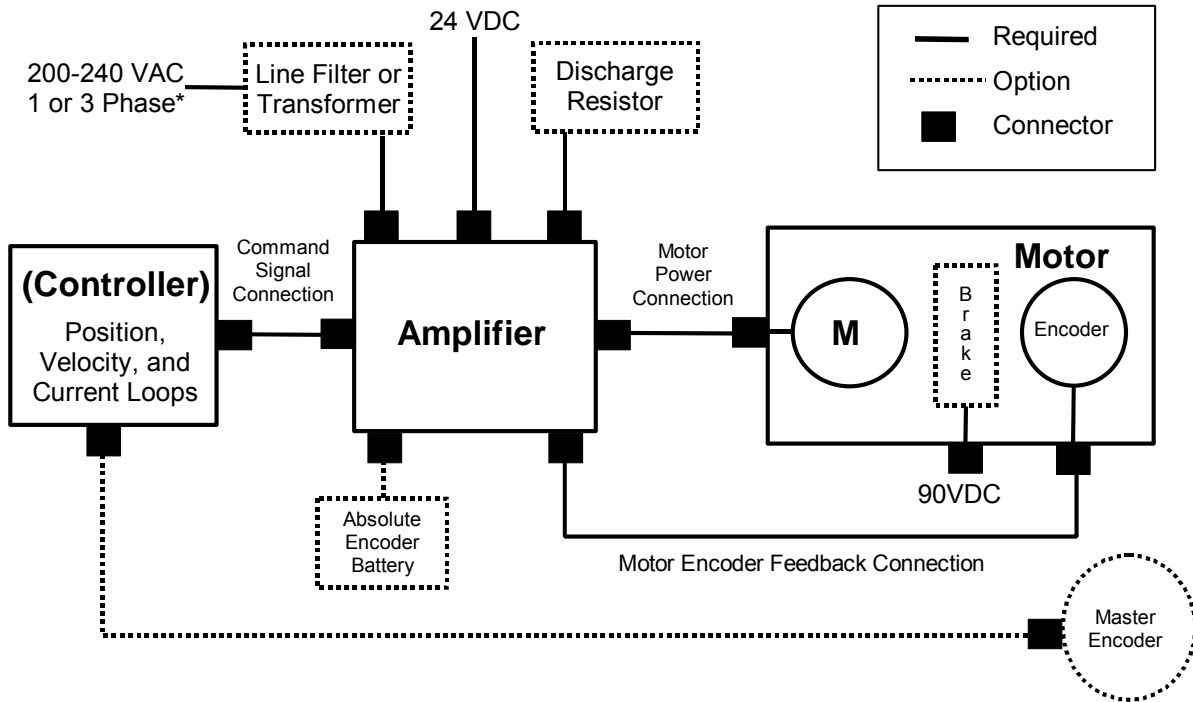 24 VDC
200-240 VAC
1 or 3 Phase*
Line Filter or
Transformer
Discharge
Resistor
Required
Option
Connector
(Controller)
Position,
Velocity, and
Current Loops
Command
Signal
Connection
Amplifier
Motor
Power
Connection
Motor
M
Brake
Encoder
90VDC
Absolute
Encoder
Battery
Motor Encoder Feedback Connection
Master
Encoder